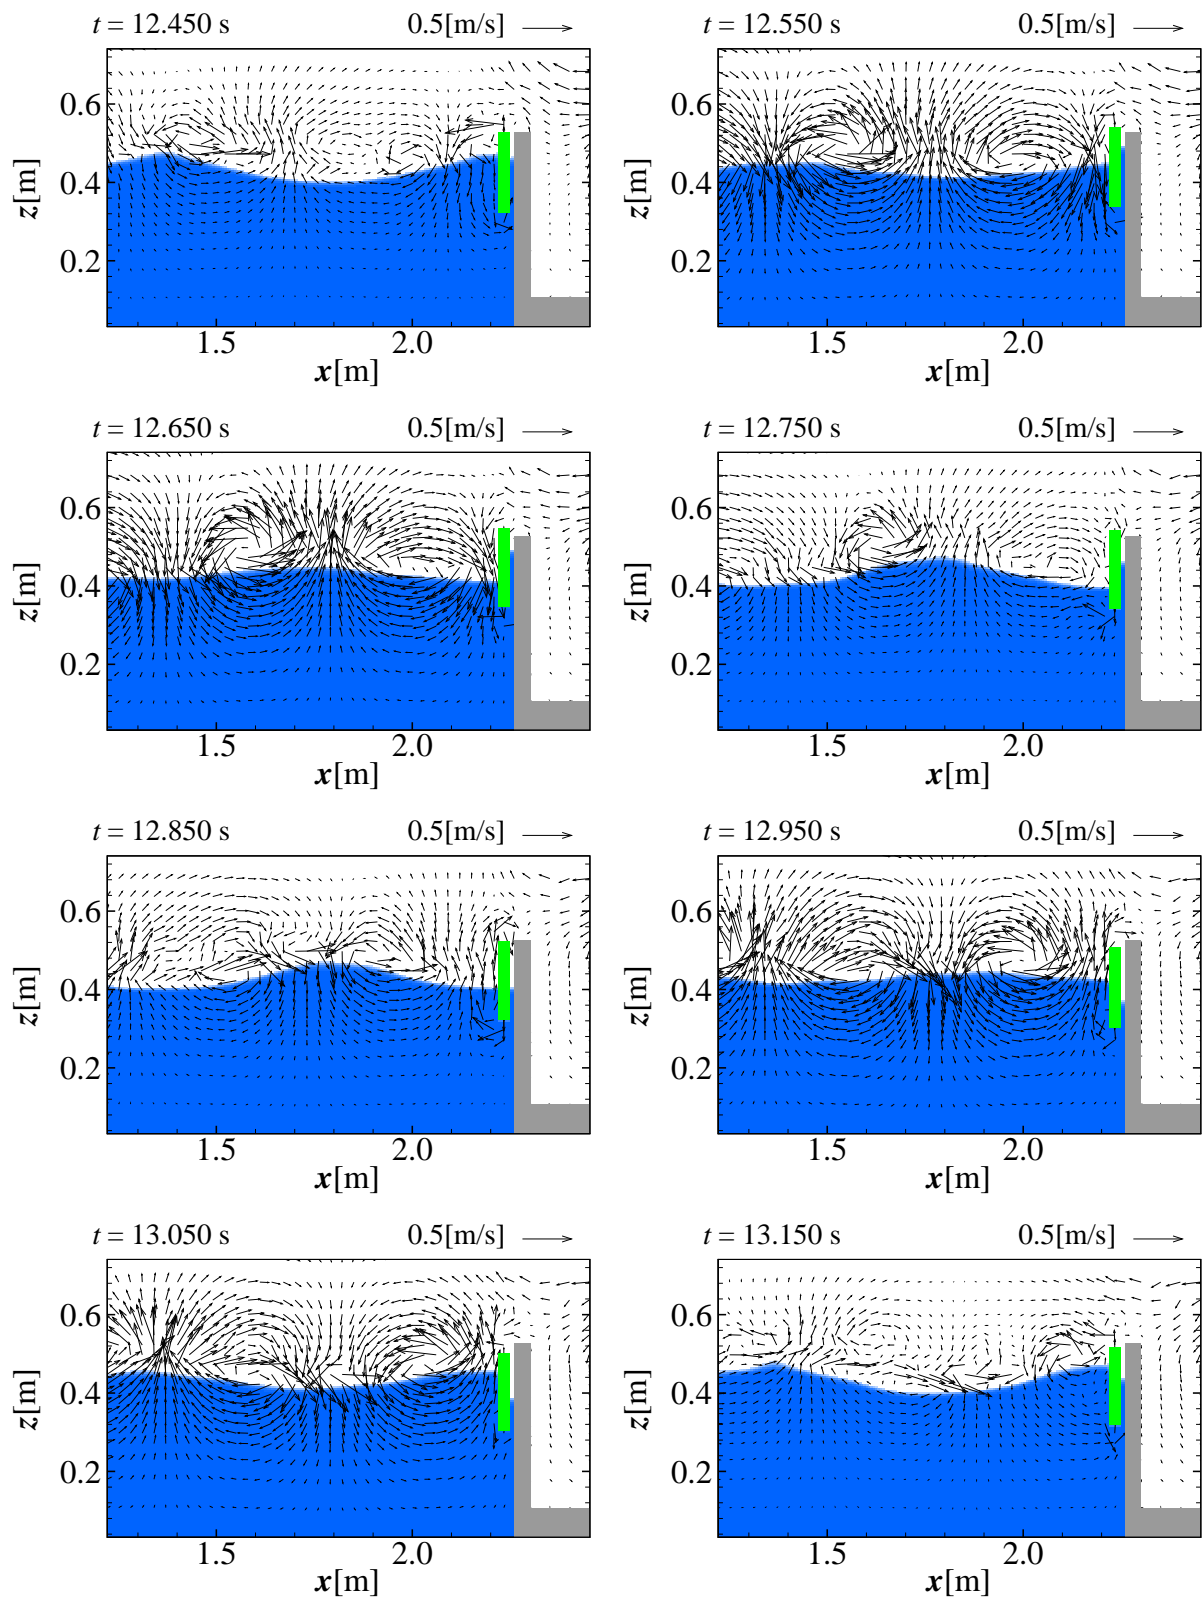 t = 12.450 s 0.5[m/s] t = 12.550 s 0.5[m/s]
0.6 0.6
z[m] 0.4 z[m] 0.4
0.2 0.2
1.5 2.0 1.5 2.0
x[m] x[m]
t = 12.650 s 0.5[m/s] t = 12.750 s 0.5[m/s]
0.6 0.6
z[m] 0.4 z[m] 0.4
0.2 0.2
1.5 2.0 1.5 2.0
x[m] x[m]
t = 12.850 s 0.5[m/s] t = 12.950 s 0.5[m/s]
0.6 0.6
z[m] 0.4 z[m] 0.4
0.2 0.2
1.5 2.0 1.5 2.0
x[m] x[m]
t = 13.050 s 0.5[m/s] t = 13.150 s 0.5[m/s]
0.6 0.6
z[m] 0.4 z[m] 0.4
0.2 0.2
1.5 2.0 1.5 2.0
x[m] x[m]